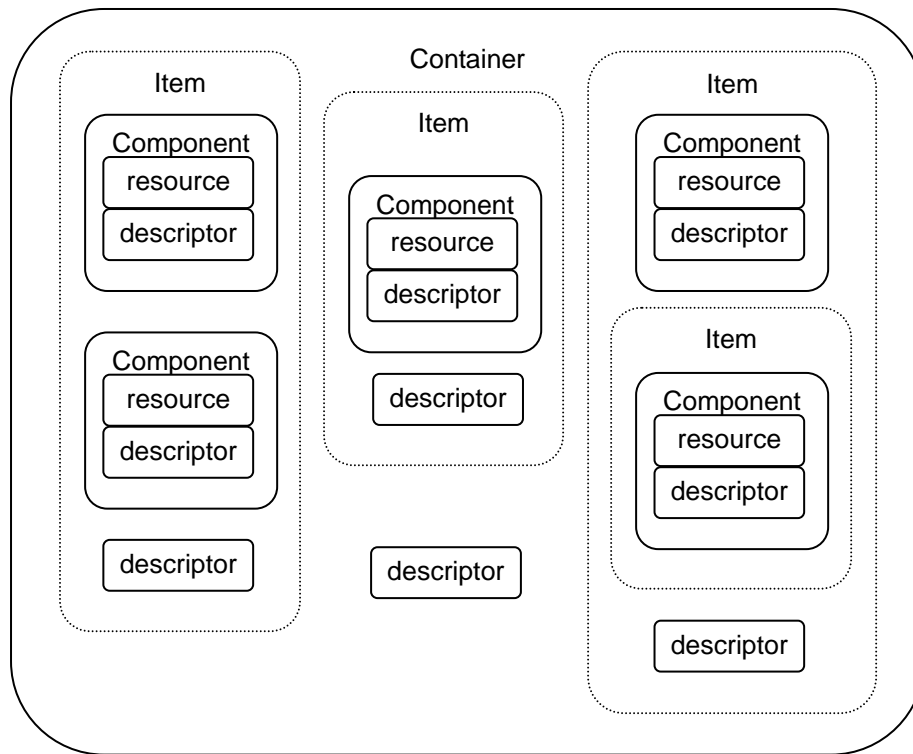 Container
Item
Component
resource
descriptor
Component
resource
descriptor
descriptor
Item
Component
resource
descriptor
descriptor
descriptor
Item
Component
resource
descriptor
Item
Component
resource
descriptor
descriptor